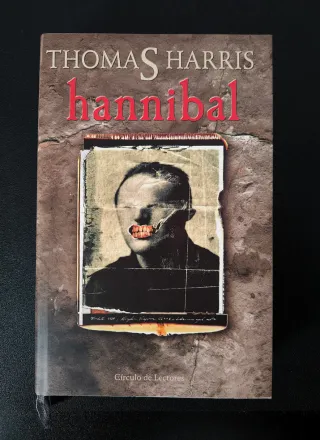 THOMAS HARRIS
hannibal
Círculo de Lectores